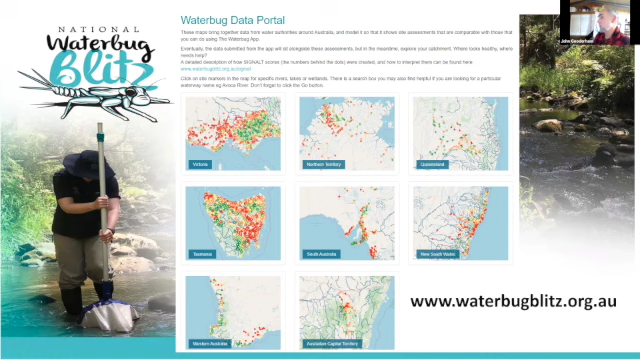 NATIONAL
Waterbug
Blitz
Waterbug Data Portal
These maps bring together data from water authorities around Australia, and model it so that it shows site assessments that are comparable with those that
you can be using The Waterbug App.
Eventually, the data submitted from the app will sit alongside these assessments, but in the meantime, explore your catchment. Where looks healthy, where
needs help?
A detailed description of how SIGNALT scores (the numbers behind the dots) were created, and how to interpret them can be found here:
Click on site markers in the map for specific rivers, lakes or wetlands. There is a search box you may also find helpful if you are looking for a particular
waterway name eg Avoca River. Don't forget to click the Go button.
Victoria
Northern Territory
Queensland
Tasmania
South Australia
New South Wales
Western Australia
Australian Capital Territory
www.waterbugblitz.org.au
John Gooderham